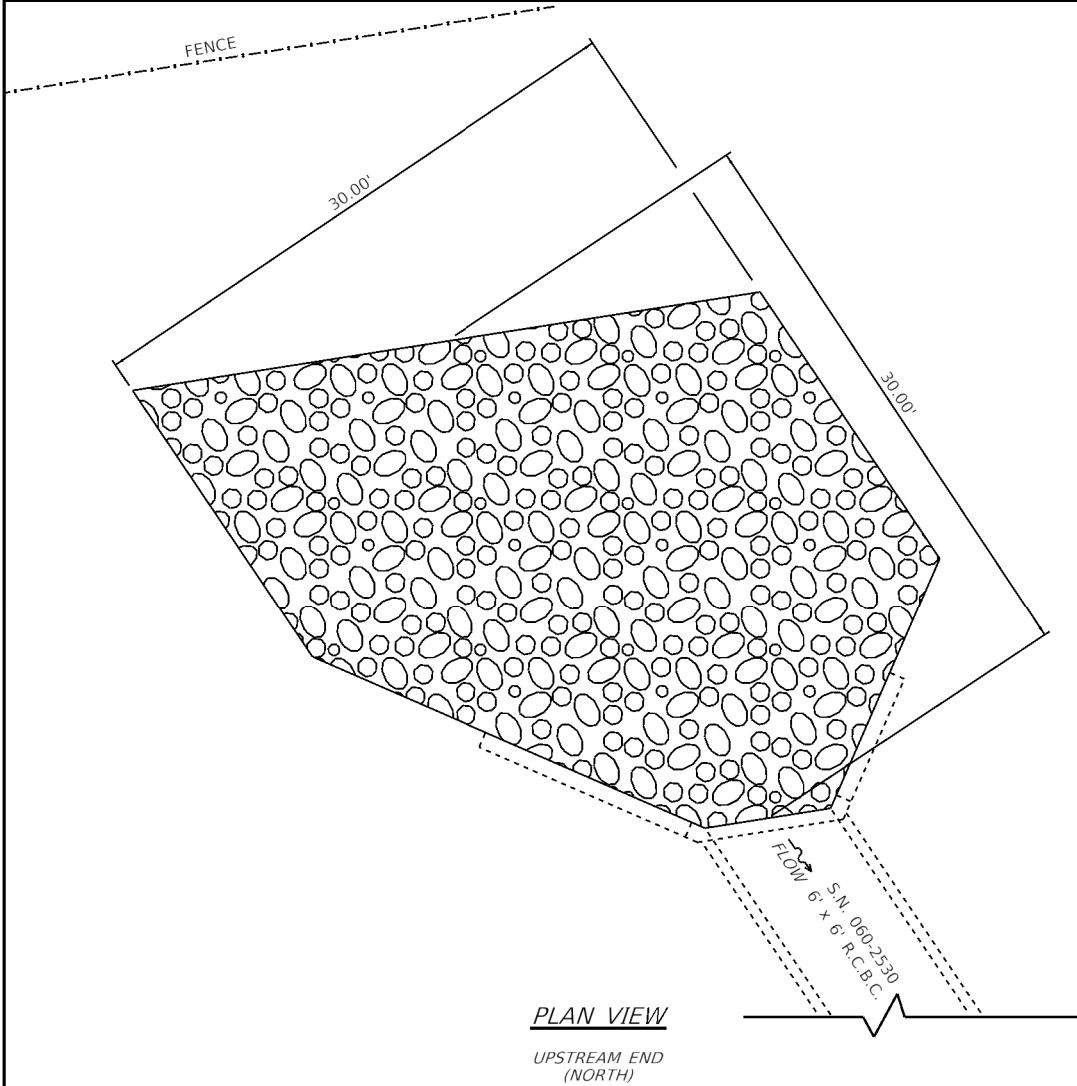 FENCE
30.00'
30.00'
FLOW
S.N. 060-2530
6' x 6' R.C.B.C.
PLAN VIEW
UPSTREAM END
(NORTH)